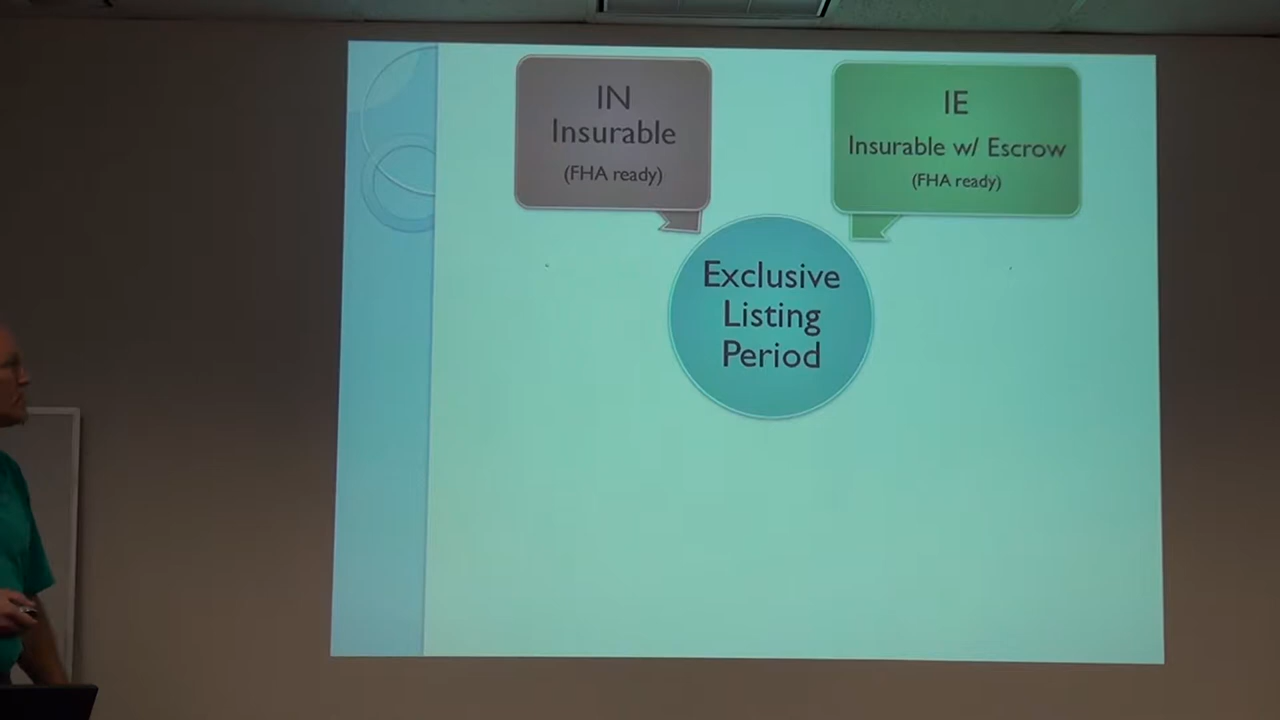 IN
Insurable
(FHA ready)
IE
Insurable w/ Escrow
(FHA ready)
Exclusive
Listing
Period